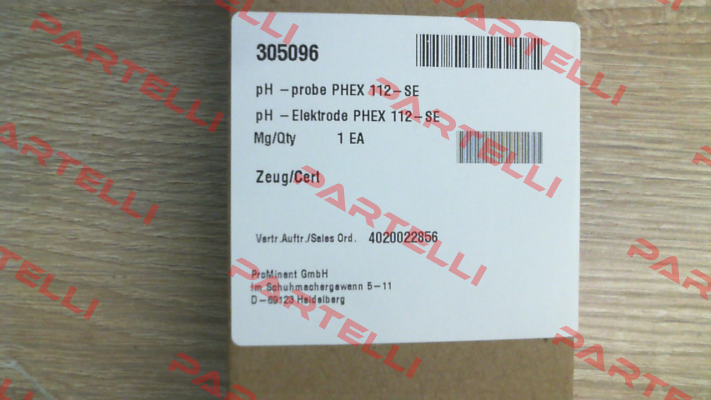 305096
pH -probe PHEX 112-SE
pH -Elektrode PHEX 112-SE
Mg/Qty 1 EA
Zeug/Cert
Vertr.Auftr./Sales Ord. 4020022856
ProMinent GmbH
Im Schuhmachergewann 5-11
D-69123 Heidelberg
PARTELLI
PARTELLI
PARTELLI
PARTELLI
PARTELLI
PARTELLI
PARTELLI
PARTELLI